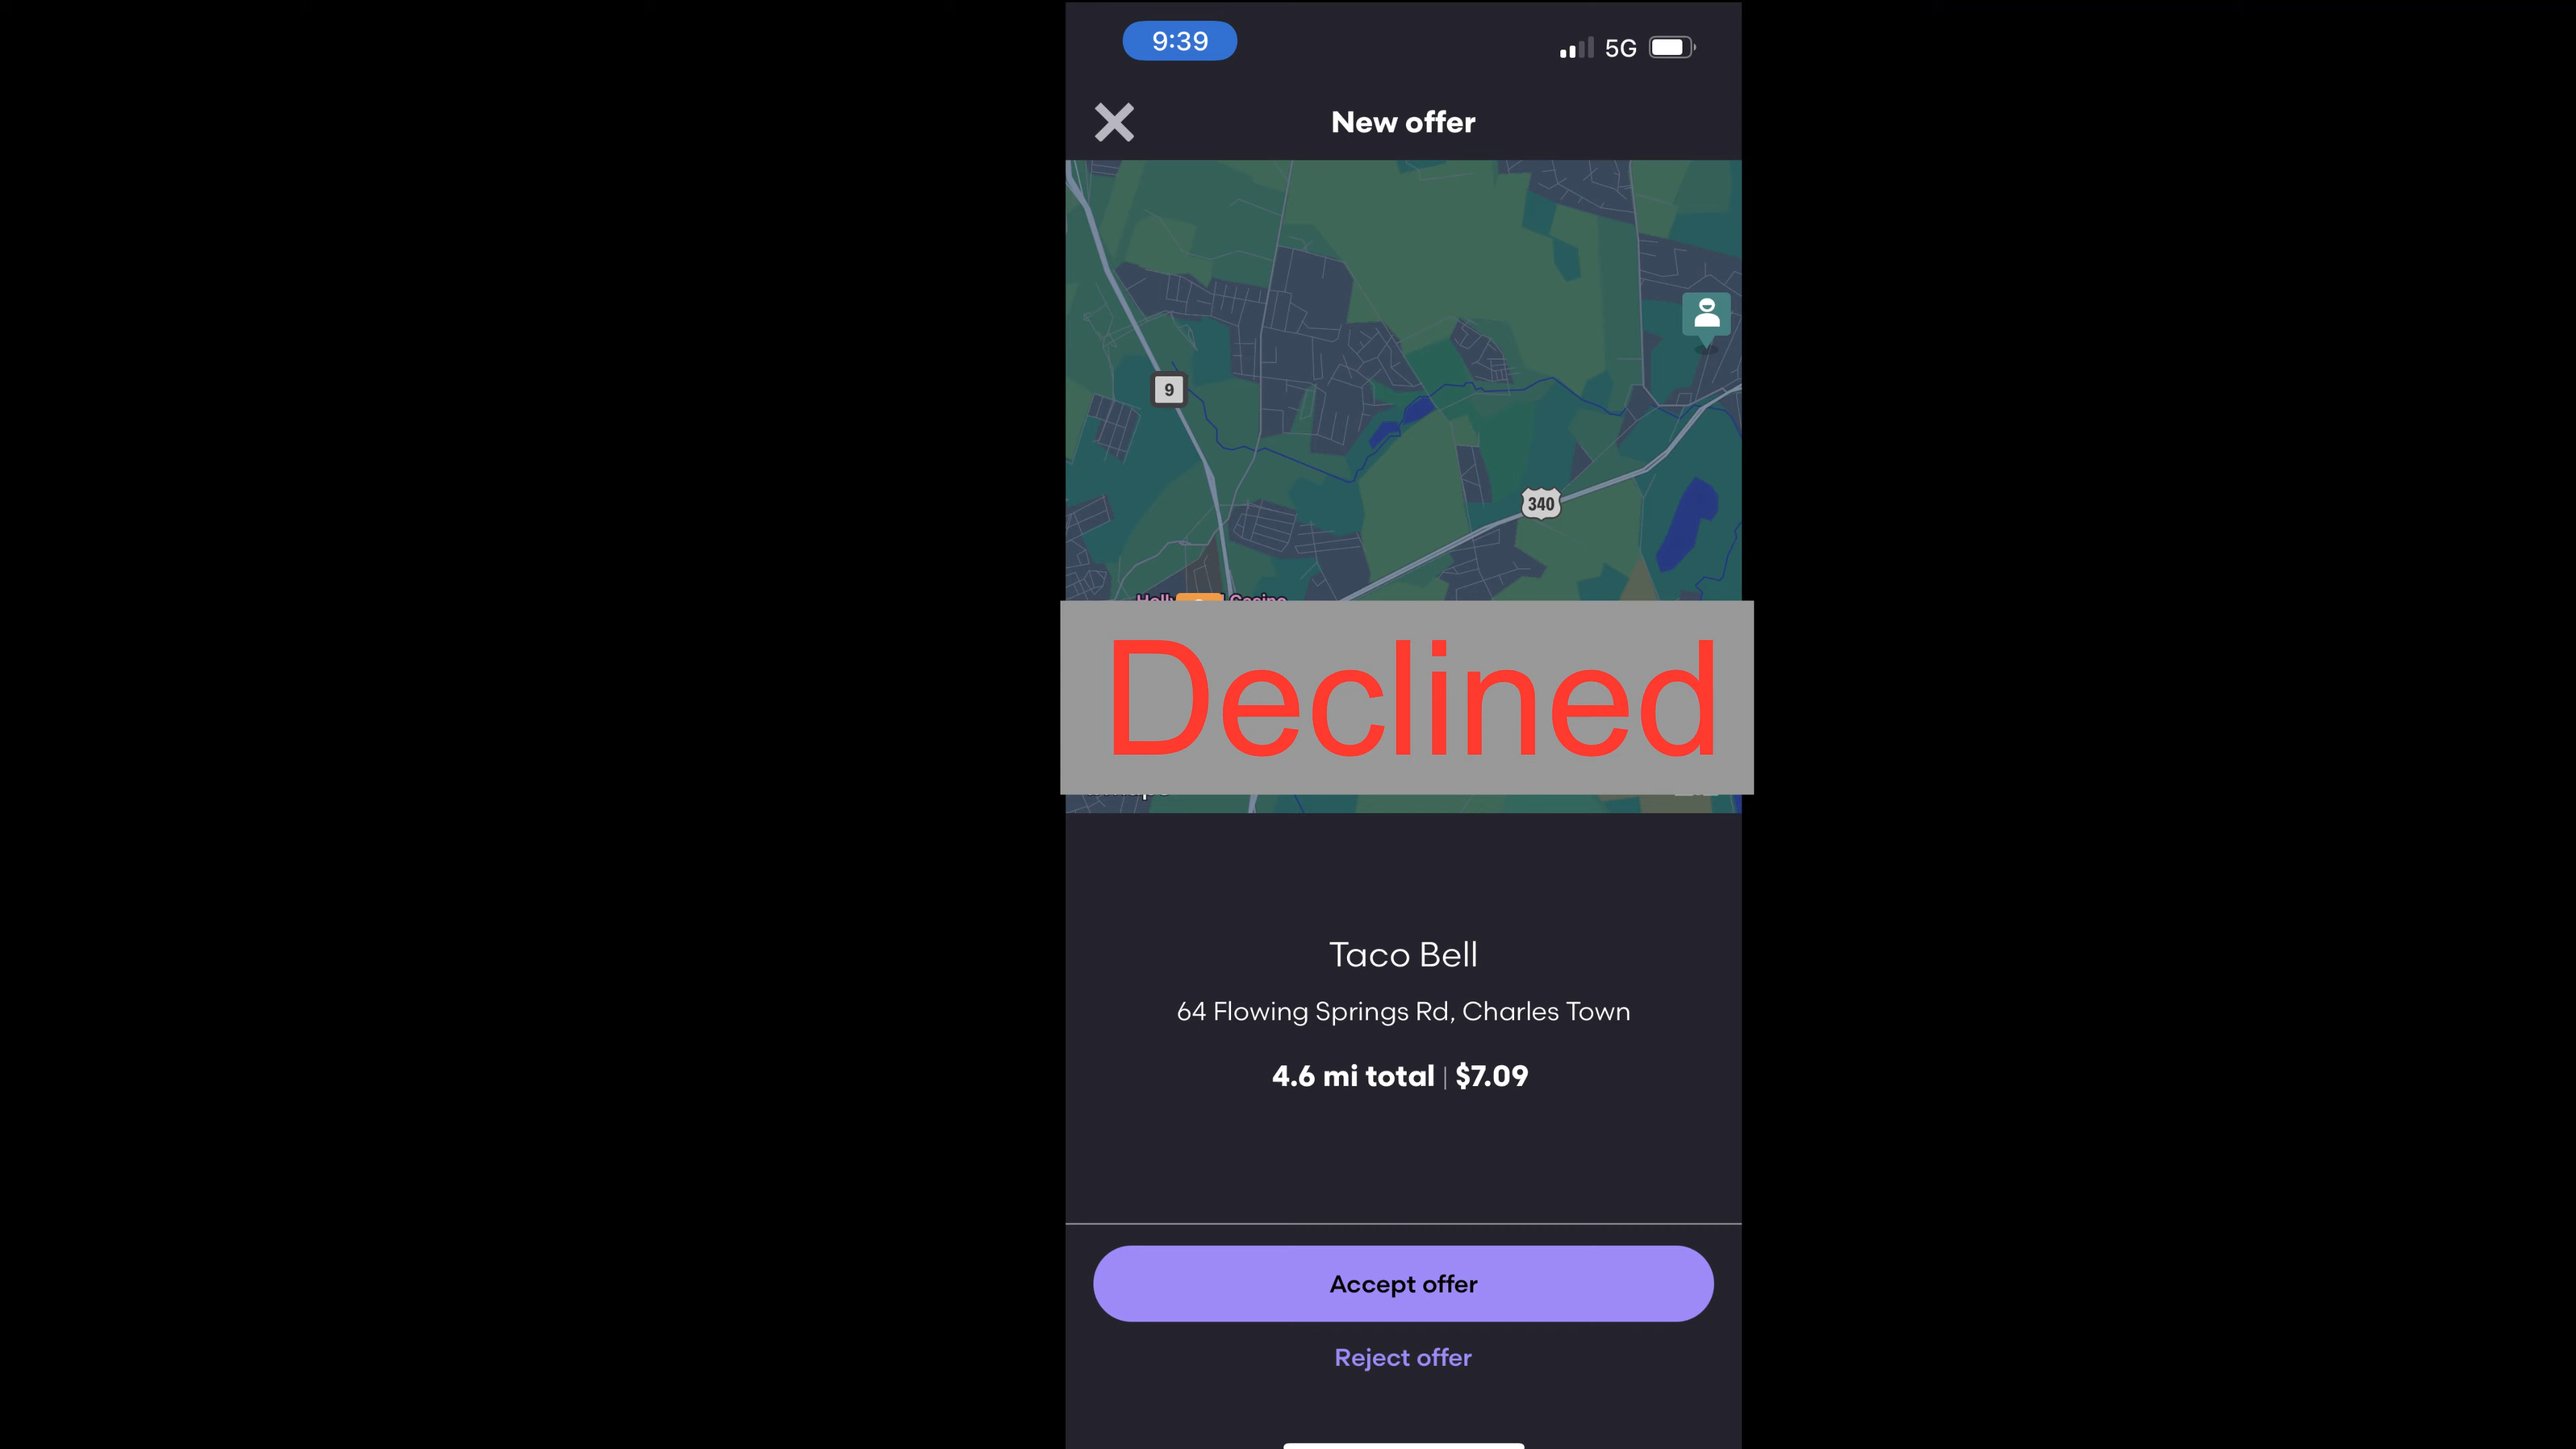 9:39
5G
New offer
9
340
Declined
Taco Bell
64 Flowing Springs Rd, Charles Town
4.6 mi total | $7.09
Accept offer
Reject offer